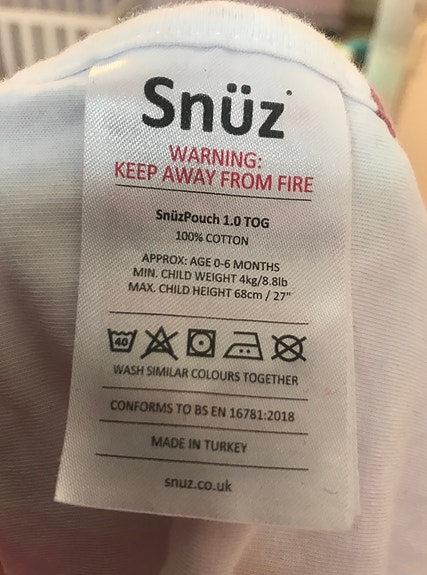 Snüz
WARNING:
KEEP AWAY FROM FIRE
SnüzPouch 1.0 TOG
100% COTTON
APPROX: AGE 0-6 MONTHS
MIN. CHILD WEIGHT 4kg/8.8lb
MAX. CHILD HEIGHT 68cm / 27"
40
WASH SIMILAR COLOURS TOGETHER
CONFORMS TO BS EN 16781:2018
MADE IN TURKEY
snuz.co.uk